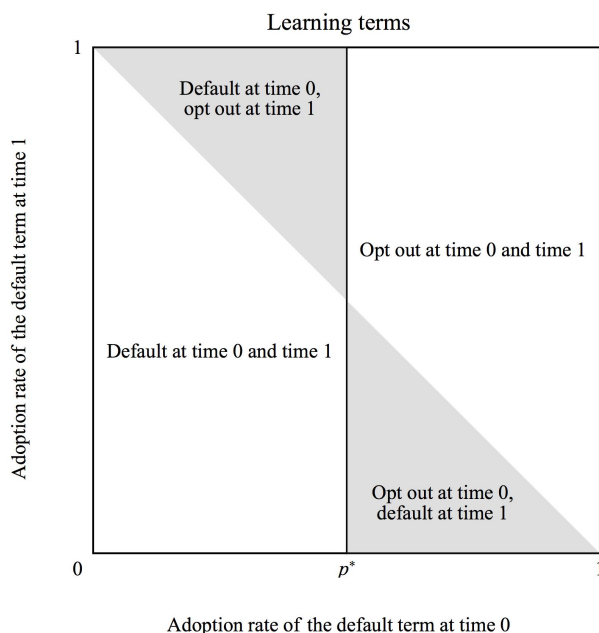 Learning terms
1
Default at time 0,
opt out at time 1
Adoption rate of the default term at time 1
Opt out at time 0 and time 1
Default at time 0 and time 1
Opt out at time 0,
default at time 1
0
p*
1
Adoption rate of the default term at time 0